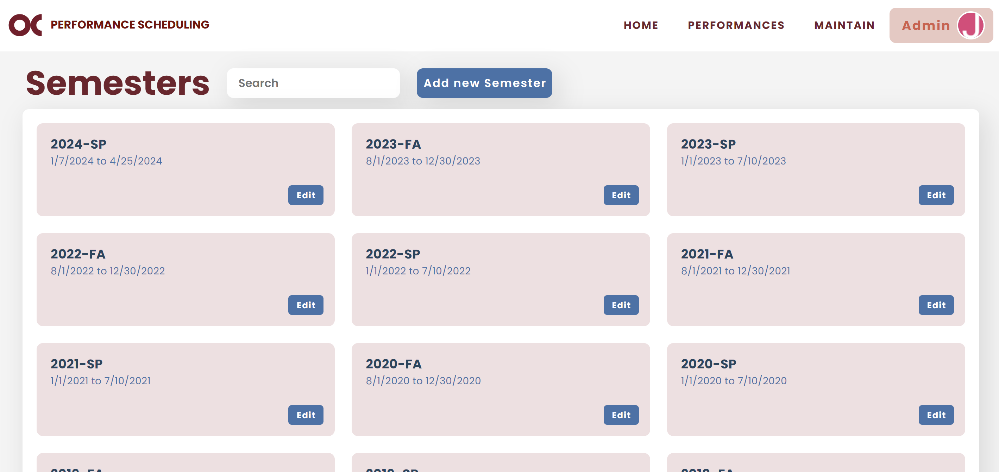 OC PERFORMANCE SCHEDULING
HOME PERFORMANCES MAINTAIN Admin J
Semesters Search Add new Semester
2024-SP
1/7/2024 to 4/25/2024
Edit
2023-FA
8/1/2023 to 12/30/2023
Edit
2023-SP
1/1/2023 to 7/10/2023
Edit
2022-FA
8/1/2022 to 12/30/2022
Edit
2022-SP
1/1/2022 to 7/10/2022
Edit
2021-FA
8/1/2021 to 12/30/2021
Edit
2021-SP
1/1/2021 to 7/10/2021
Edit
2020-FA
8/1/2020 to 12/30/2020
Edit
2020-SP
1/1/2020 to 7/10/2020
Edit